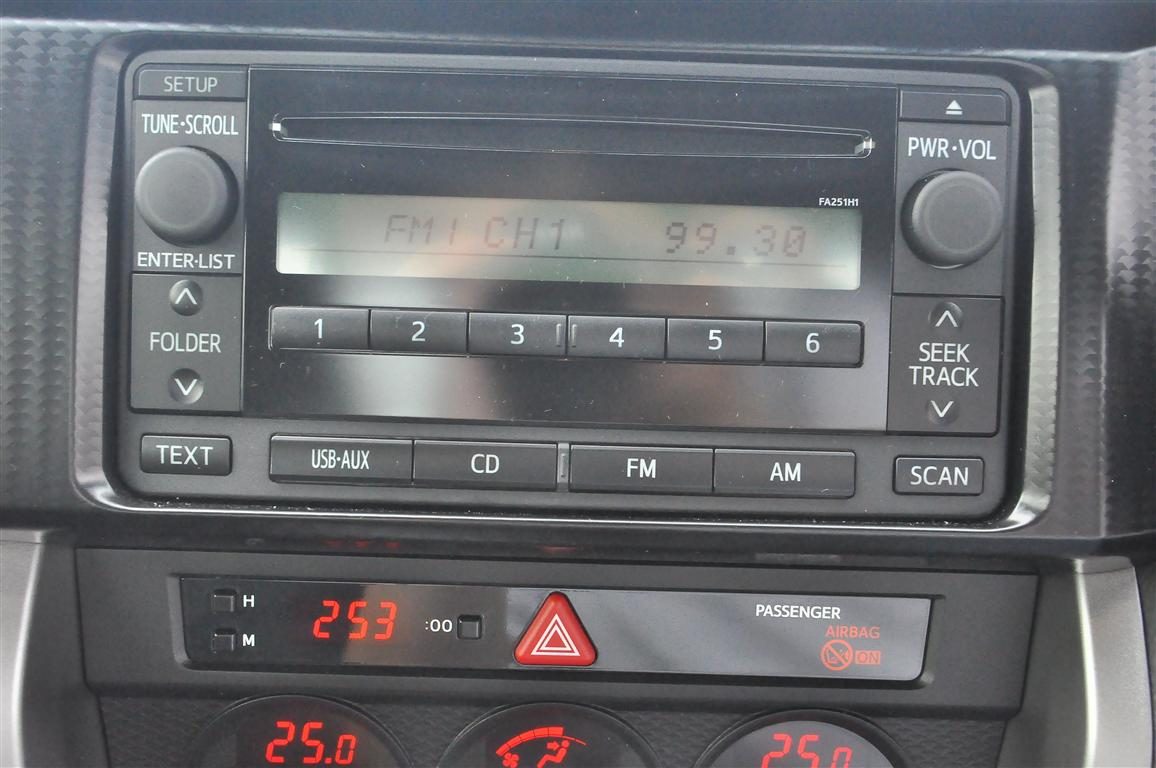 SETUP
TUNE•SCROLL
ENTER•LIST
FOLDER
TEXT
FM1 CH1 99.30
FA251H1
1 2 3 4 5 6
USB•AUX CD FM AM
PWR•VOL
SEEK
TRACK
SCAN
H
M
253
:00
PASSENGER
AIRBAG
ON
25.0
25.0